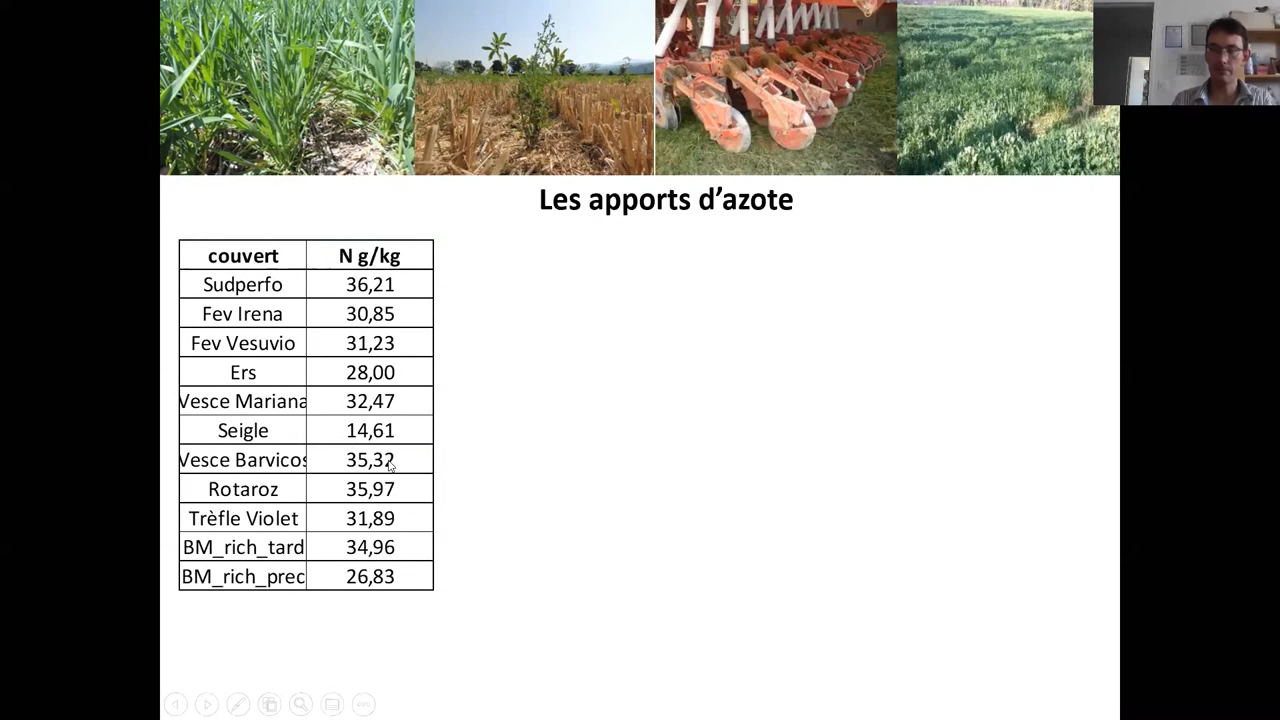 Les apports d'azote
couvert N g/kg
Sudperfo 36,21
Fev Irena 30,85
Fev Vesuvio 31,23
Ers 28,00
Vesce Mariana 32,47
Seigle 14,61
Vesce Barvicos 35,32
Rotaroz 35,97
Trèfle Violet 31,89
BM_rich_tard 34,96
BM_rich_prec 26,83